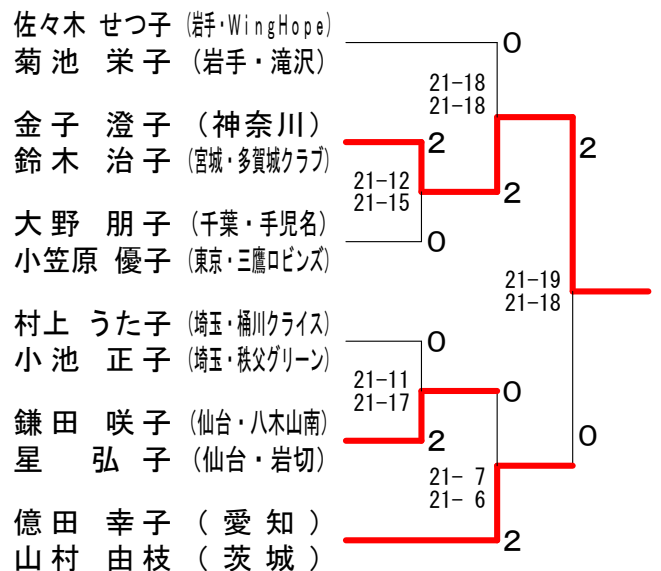 佐々木 せつ子 (岩手・WingHope)
菊池 栄子 (岩手・滝沢)
金子 澄子 (神奈川)
鈴木 治子 (宮城・多賀城クラブ)
大野 朋子 (千葉・手児名)
小笠原 優子 (東京・三鷹ロビンズ)
村上 うた子 (埼玉・桶川クライス)
小池 正子 (埼玉・秩父グリーン)
鎌田 咲子 (仙台・八木山南)
星 弘子 (仙台・岩切)
億田 幸子 (愛知)
山村 由枝 (茨城)
0
21-18
21-18
2
2
21-12
21-15
2
0
21-19
21-18
0
21-11
21-17
0
2
0
21- 7
21- 6
2